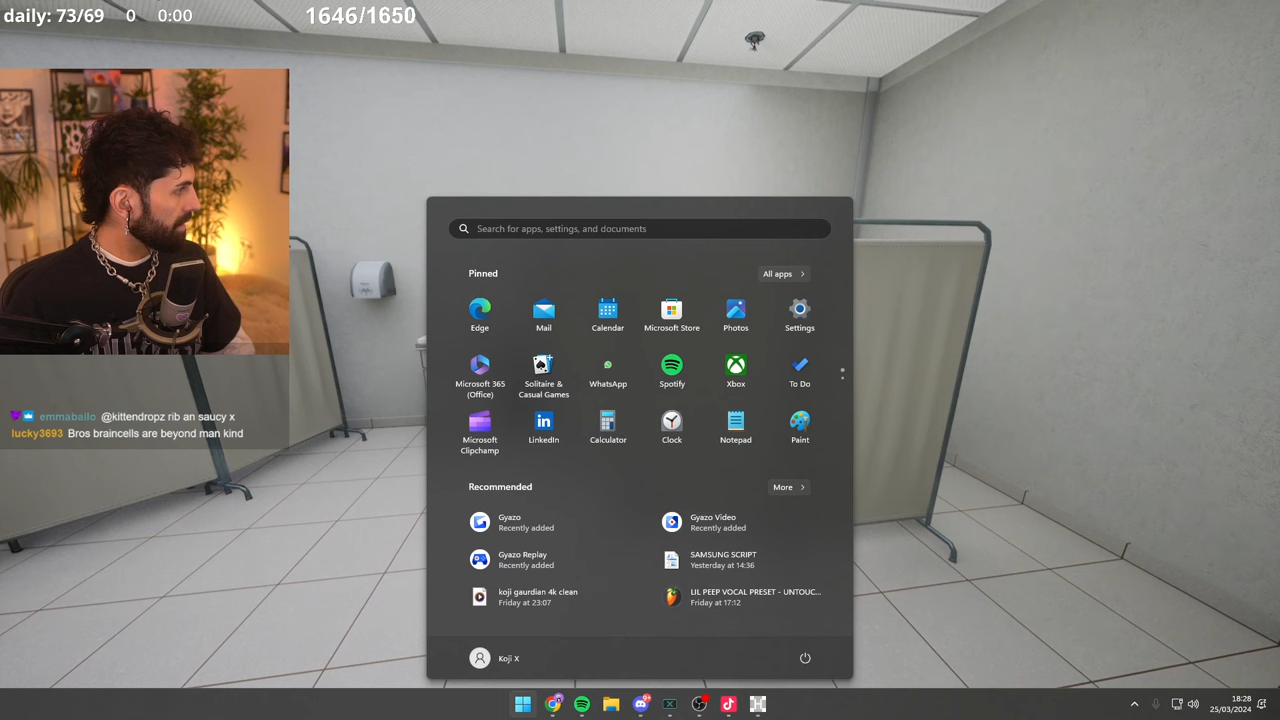 daily: 73/69 0 0:00 1646/1650
emmaballo @kittendropz rib an saucy x
lucky3693 Bros braincells are beyond man kind
Search for apps, settings, and documents
Pinned All apps
Edge Mail Calendar Microsoft Store Photos Settings
Microsoft 365 (Office) Solitaire & Casual Games WhatsApp Spotify Xbox To Do
Microsoft Clipchamp LinkedIn Calculator Clock Notepad Paint
Recommended More
Gyazo
Recently added
Gyazo Video
Recently added
Gyazo Replay
Recently added
SAMSUNG SCRIPT
Yesterday at 14:36
koji gaurdian 4k clean
Friday at 23:07
LIL PEEP VOCAL PRESET - UNTOUC...
Friday at 17:12
Koji X
18:28
25/03/2024